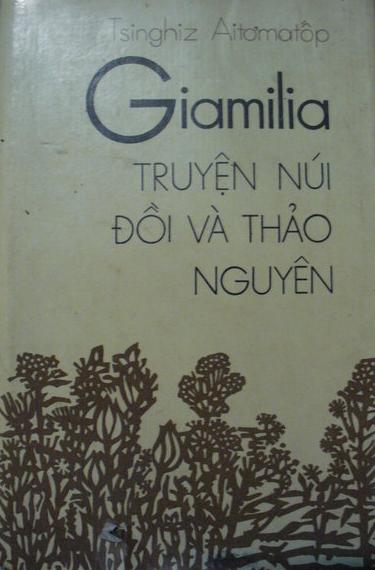 Tsinghiz Aitơmatốp
Giamilia
TRUYỆN NÚI
ĐỒI VÀ THẢO
NGUYÊN